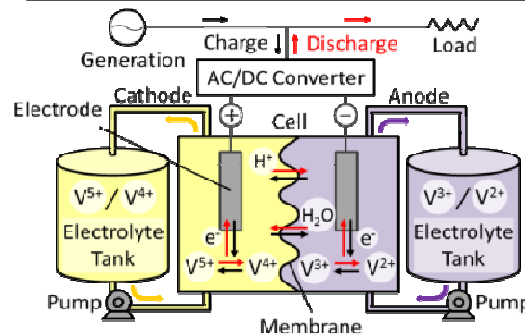 Generation
Charge
Discharge
Load
AC/DC Converter
Electrode
Cathode
Anode
+
Cell
−
H⁺
V⁵⁺/ V⁴⁺
Electrolyte
Tank
V³⁺/ V²⁺
Electrolyte
Tank
H₂O
e⁻
e⁻
V⁵⁺
V⁴⁺
V³⁺
V²⁺
Pump
Pump
Membrane